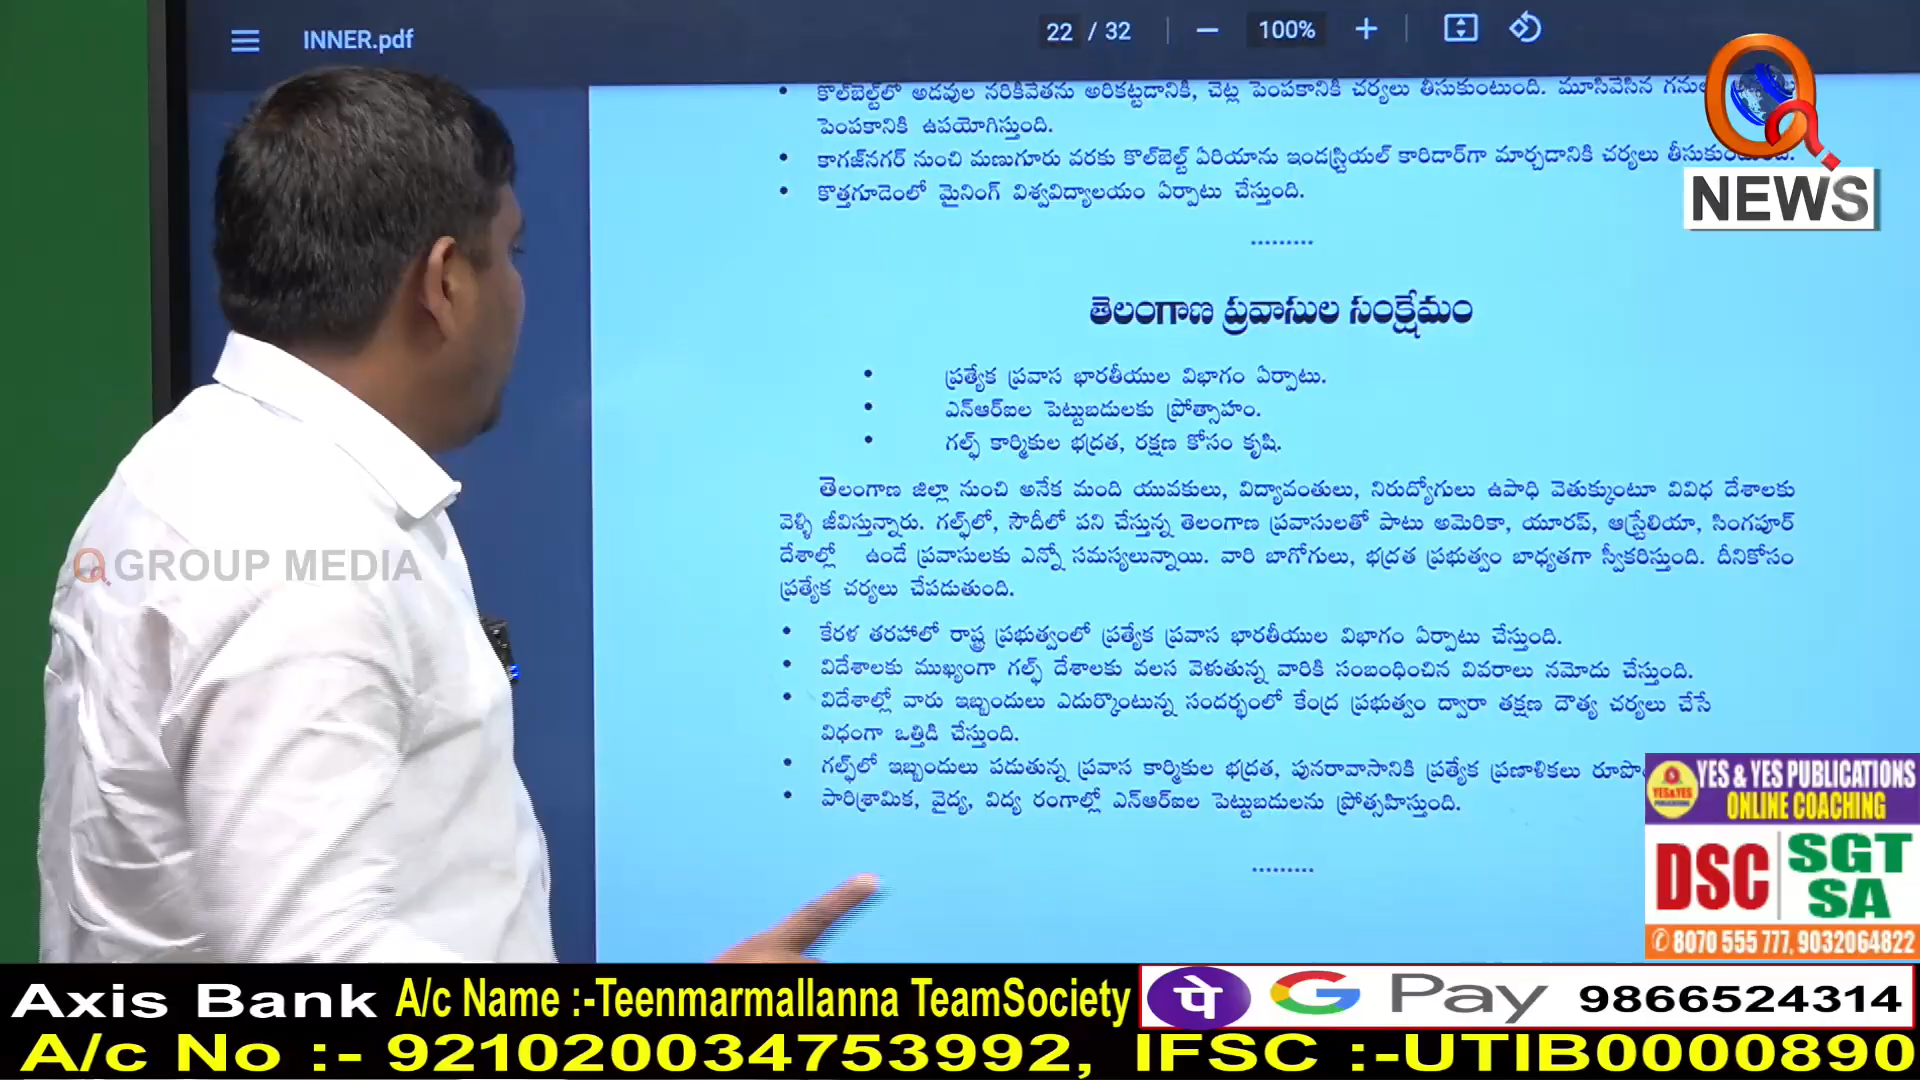 INNER.pdf
22 / 32
100%
కోల్‌బెల్ట్‌లో అడవుల నరికివేతను అరికట్టడానికి, చెట్ల పెంపకానికి చర్యలు తీసుకుంటుంది. మూసివేసిన
పెంపకానికి ఉపయోగిస్తుంది.
కాగజ్‌నగర్ నుంచి మణుగూరు వరకు కోల్‌బెల్ట్ ఏరియాను ఇండస్ట్రియల్ కారిడార్‌గా మార్చడానికి చర్యలు
కొత్తగూడెంలో మైనింగ్ విశ్వవిద్యాలయం ఏర్పాటు చేస్తుంది.
.........
తెలంగాణ ప్రవాసుల సంక్షేమం
ప్రత్యేక ప్రవాస భారతీయుల విభాగం ఏర్పాటు.
ఎన్ఆర్ఐల పెట్టుబడులకు ప్రోత్సాహం.
గల్ఫ్ కార్మికుల భద్రత, రక్షణ కోసం కృషి.
తెలంగాణ జిల్లా నుంచి అనేక మంది యువకులు, విద్యావంతులు, నిరుద్యోగులు ఉపాధి వెతుక్కుంటూ వివిధ దేశాలకు
వెళ్ళి జీవిస్తున్నారు. గల్ఫ్‌లో, సౌదీలో పని చేస్తున్న తెలంగాణ ప్రవాసులతో పాటు అమెరికా, యూరప్, ఆస్ట్రేలియా, సింగపూర్
దేశాల్లో ఉండే ప్రవాసులకు ఎన్నో సమస్యలున్నాయి. వారి బాగోగులు, భద్రత ప్రభుత్వం బాధ్యతగా స్వీకరిస్తుంది. దీనికోసం
ప్రత్యేక చర్యలు చేపడుతుంది.
కేరళ తరహాలో రాష్ట్ర ప్రభుత్వంలో ప్రత్యేక ప్రవాస భారతీయుల విభాగం ఏర్పాటు చేస్తుంది.
విదేశాలకు ముఖ్యంగా గల్ఫ్ దేశాలకు వలస వెళుతున్న వారికి సంబంధించిన వివరాలు నమోదు చేస్తుంది.
విదేశాల్లో వారు ఇబ్బందులు ఎదుర్కొంటున్న సందర్భంలో కేంద్ర ప్రభుత్వం ద్వారా తక్షణ దౌత్య చర్యలు చేసే
విధంగా ఒత్తిడి చేస్తుంది.
గల్ఫ్‌లో ఇబ్బందులు పడుతున్న ప్రవాస కార్మికుల భద్రత, పునరావాసానికి ప్రత్యేక ప్రణాళికలు
పారిశ్రామిక, వైద్య, విద్య రంగాల్లో ఎన్ఆర్ఐల పెట్టుబడులను ప్రోత్సహిస్తుంది.
.........
Q NEWS
Q GROUP MEDIA
YES & YES PUBLICATIONS
ONLINE COACHING
DSC SGT
SA
8070 555 777, 9032064822
Axis Bank A/c Name :-Teenmarmallanna TeamSociety पे G Pay 9866524314
A/c No :- 921020034753992, IFSC :-UTIB0000890